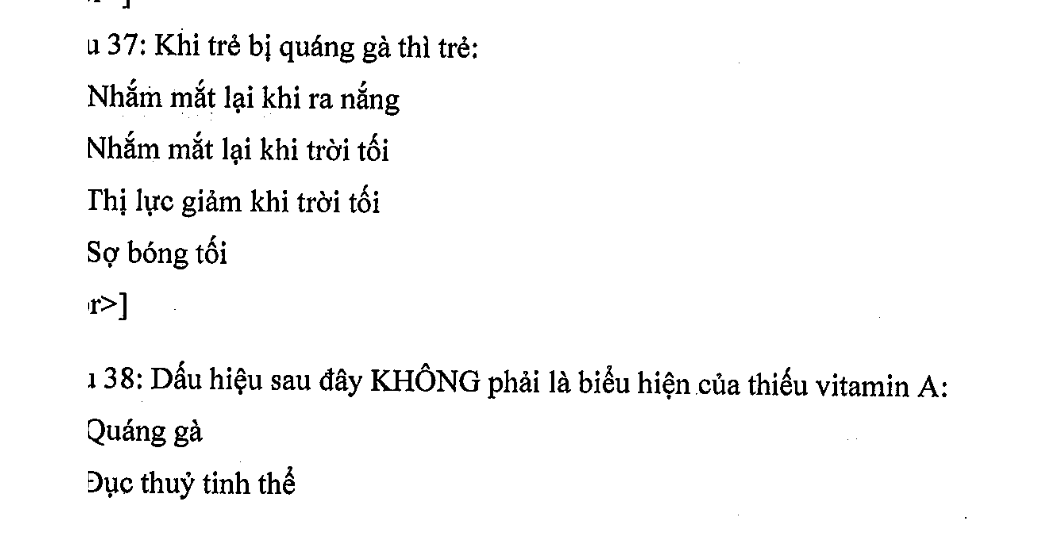 u 37: Khi trẻ bị quáng gà thì trẻ:
Nhắm mắt lại khi ra nắng
Nhắm mắt lại khi trời tối
Thị lực giảm khi trời tối
Sợ bóng tối
r>]
38: Dấu hiệu sau đây KHÔNG phải là biểu hiện của thiếu vitamin A:
Quáng gà
Đục thuỷ tinh thể